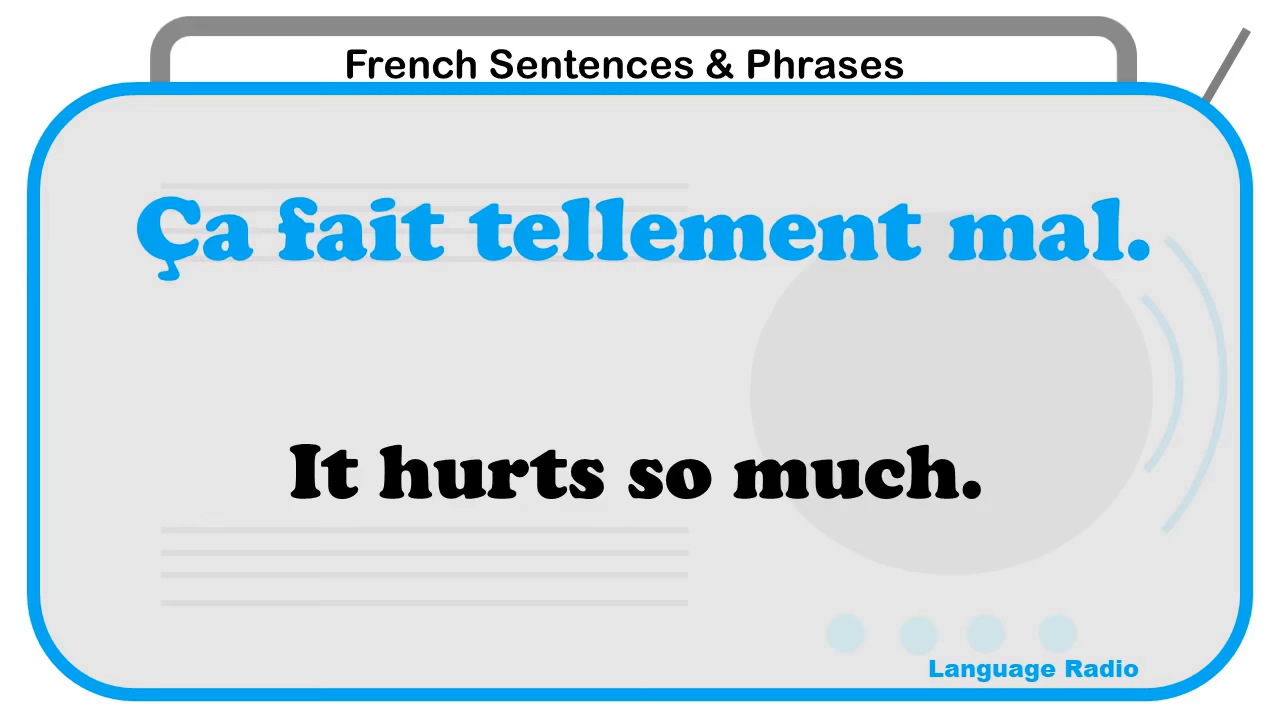 French Sentences & Phrases
Ça fait tellement mal.
It hurts so much.
Language Radio